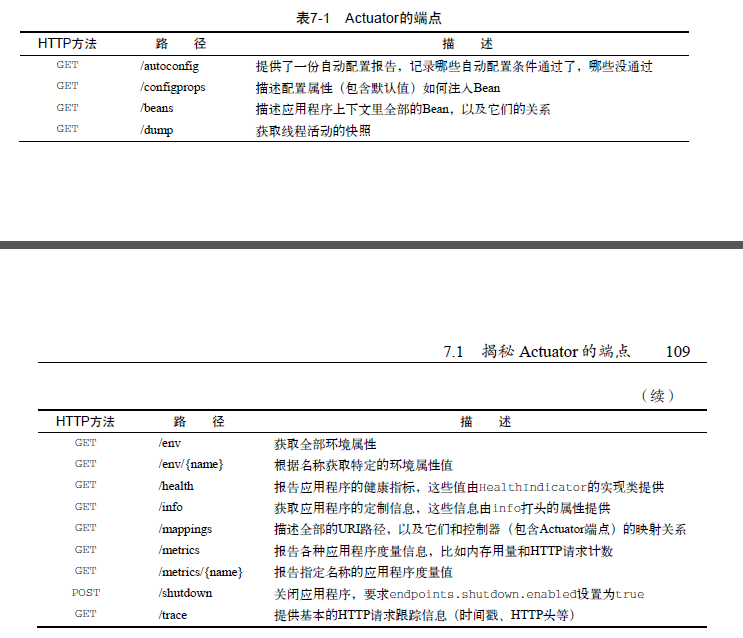 表7-1 Actuator的端点
HTTP方法 路 径 描 述
GET /autoconfig 提供了一份自动配置报告，记录哪些自动配置条件通过了，哪些没通过
GET /configprops 描述配置属性（包含默认值）如何注入Bean
GET /beans 描述应用程序上下文里全部的Bean，以及它们的关系
GET /dump 获取线程活动的快照
7.1 揭秘 Actuator 的端点 109
（续）
HTTP方法 路 径 描 述
GET /env 获取全部环境属性
GET /env/{name} 根据名称获取特定的环境属性值
GET /health 报告应用程序的健康指标，这些值由HealthIndicator的实现类提供
GET /info 获取应用程序的定制信息，这些信息由info打头的属性提供
GET /mappings 描述全部的URI路径，以及它们和控制器（包含Actuator端点）的映射关系
GET /metrics 报告各种应用程序度量信息，比如内存用量和HTTP请求计数
GET /metrics/{name} 报告指定名称的应用程序度量值
POST /shutdown 关闭应用程序，要求endpoints.shutdown.enabled设置为true
GET /trace 提供基本的HTTP请求跟踪信息（时间戳、HTTP头等）